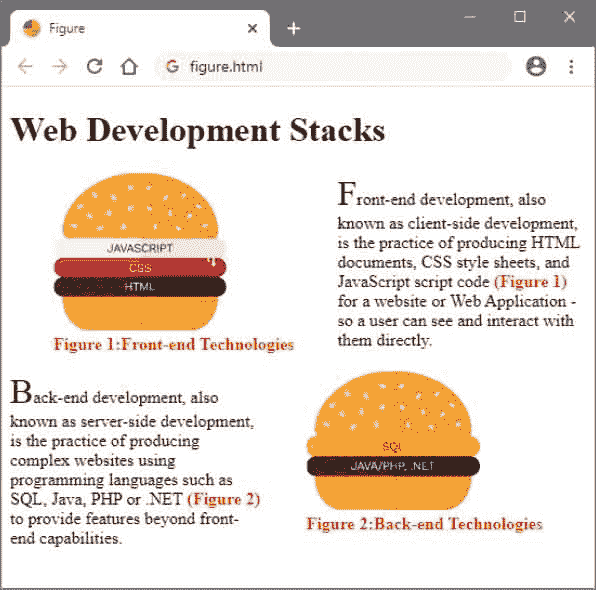 Figure
figure.html
Web Development Stacks
JAVASCRIPT
CSS
HTML
Figure 1:Front-end Technologies
Front-end development, also
known as client-side development,
is the practice of producing HTML
documents, CSS style sheets, and
JavaScript script code (Figure 1)
for a website or Web Application -
so a user can see and interact with
them directly.
Back-end development, also
known as server-side development,
is the practice of producing
complex websites using
programming languages such as
SQL, Java, PHP or .NET (Figure 2)
to provide features beyond front-
end capabilities.
SQL
JAVA/PHP, .NET
Figure 2:Back-end Technologies